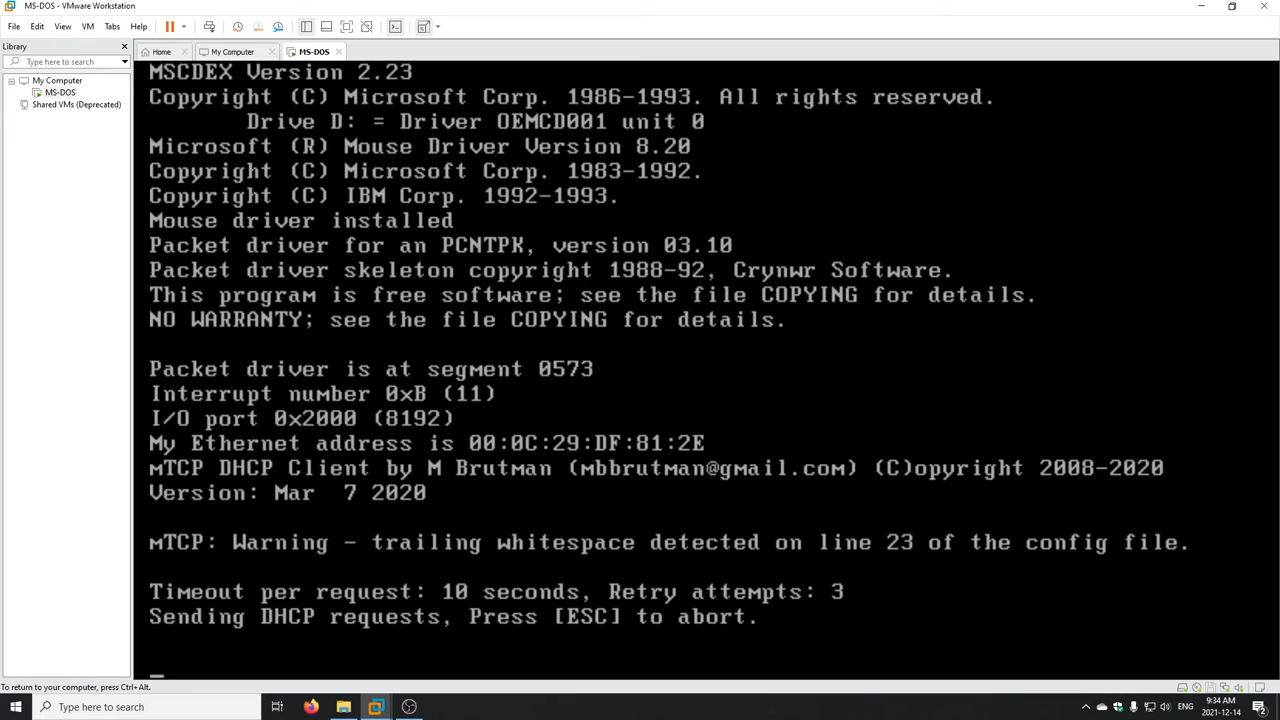 MS-DOS - VMware Workstation
File Edit View VM Tabs Help
Library
Type here to search
My Computer
MS-DOS
Shared VMs (Deprecated)
Home
My Computer
MS-DOS
MSCDEX Version 2.23
Copyright (C) Microsoft Corp. 1986-1993. All rights reserved.
Drive D: = Driver OEMCD001 unit 0
Microsoft (R) Mouse Driver Version 8.20
Copyright (C) Microsoft Corp. 1983-1992.
Copyright (C) IBM Corp. 1992-1993.
Mouse driver installed
Packet driver for an PCNTPK, version 03.10
Packet driver skeleton copyright 1988-92, Crynwr Software.
This program is free software; see the file COPYING for details.
NO WARRANTY; see the file COPYING for details.
Packet driver is at segment 0573
Interrupt number 0xB (11)
I/O port 0x2000 (8192)
My Ethernet address is 00:0C:29:DF:81:2E
mTCP DHCP Client by M Brutman (mbbrutman@gmail.com) (C)opyright 2008-2020
Version: Mar  7 2020
mTCP: Warning - trailing whitespace detected on line 23 of the config file.
Timeout per request: 10 seconds, Retry attempts: 3
Sending DHCP requests, Press [ESC] to abort.
To return to your computer, press Ctrl+Alt.
Type here to search
ENG
9:34 AM
2021-12-14
2